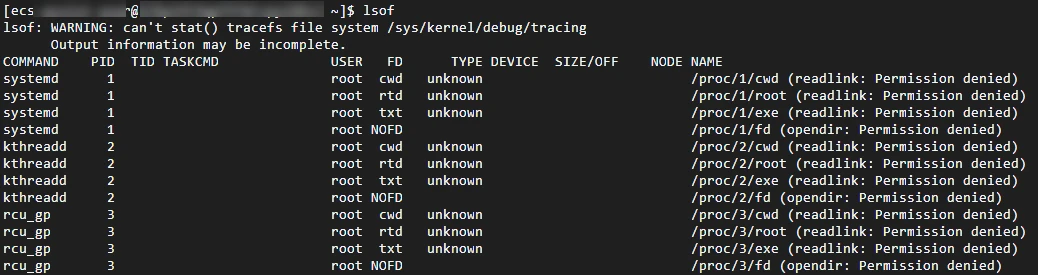 [ecs r@ ~]$ lsof
lsof: WARNING: can't stat() tracefs file system /sys/kernel/debug/tracing
      Output information may be incomplete.
COMMAND    PID  TID TASKCMD              USER   FD      TYPE DEVICE  SIZE/OFF    NODE NAME
systemd      1                           root  cwd   unknown                          /proc/1/cwd (readlink: Permission denied)
systemd      1                           root  rtd   unknown                          /proc/1/root (readlink: Permission denied)
systemd      1                           root  txt   unknown                          /proc/1/exe (readlink: Permission denied)
systemd      1                           root NOFD                                    /proc/1/fd (opendir: Permission denied)
kthreadd     2                           root  cwd   unknown                          /proc/2/cwd (readlink: Permission denied)
kthreadd     2                           root  rtd   unknown                          /proc/2/root (readlink: Permission denied)
kthreadd     2                           root  txt   unknown                          /proc/2/exe (readlink: Permission denied)
kthreadd     2                           root NOFD                                    /proc/2/fd (opendir: Permission denied)
rcu_gp       3                           root  cwd   unknown                          /proc/3/cwd (readlink: Permission denied)
rcu_gp       3                           root  rtd   unknown                          /proc/3/root (readlink: Permission denied)
rcu_gp       3                           root  txt   unknown                          /proc/3/exe (readlink: Permission denied)
rcu_gp       3                           root NOFD                                    /proc/3/fd (opendir: Permission denied)